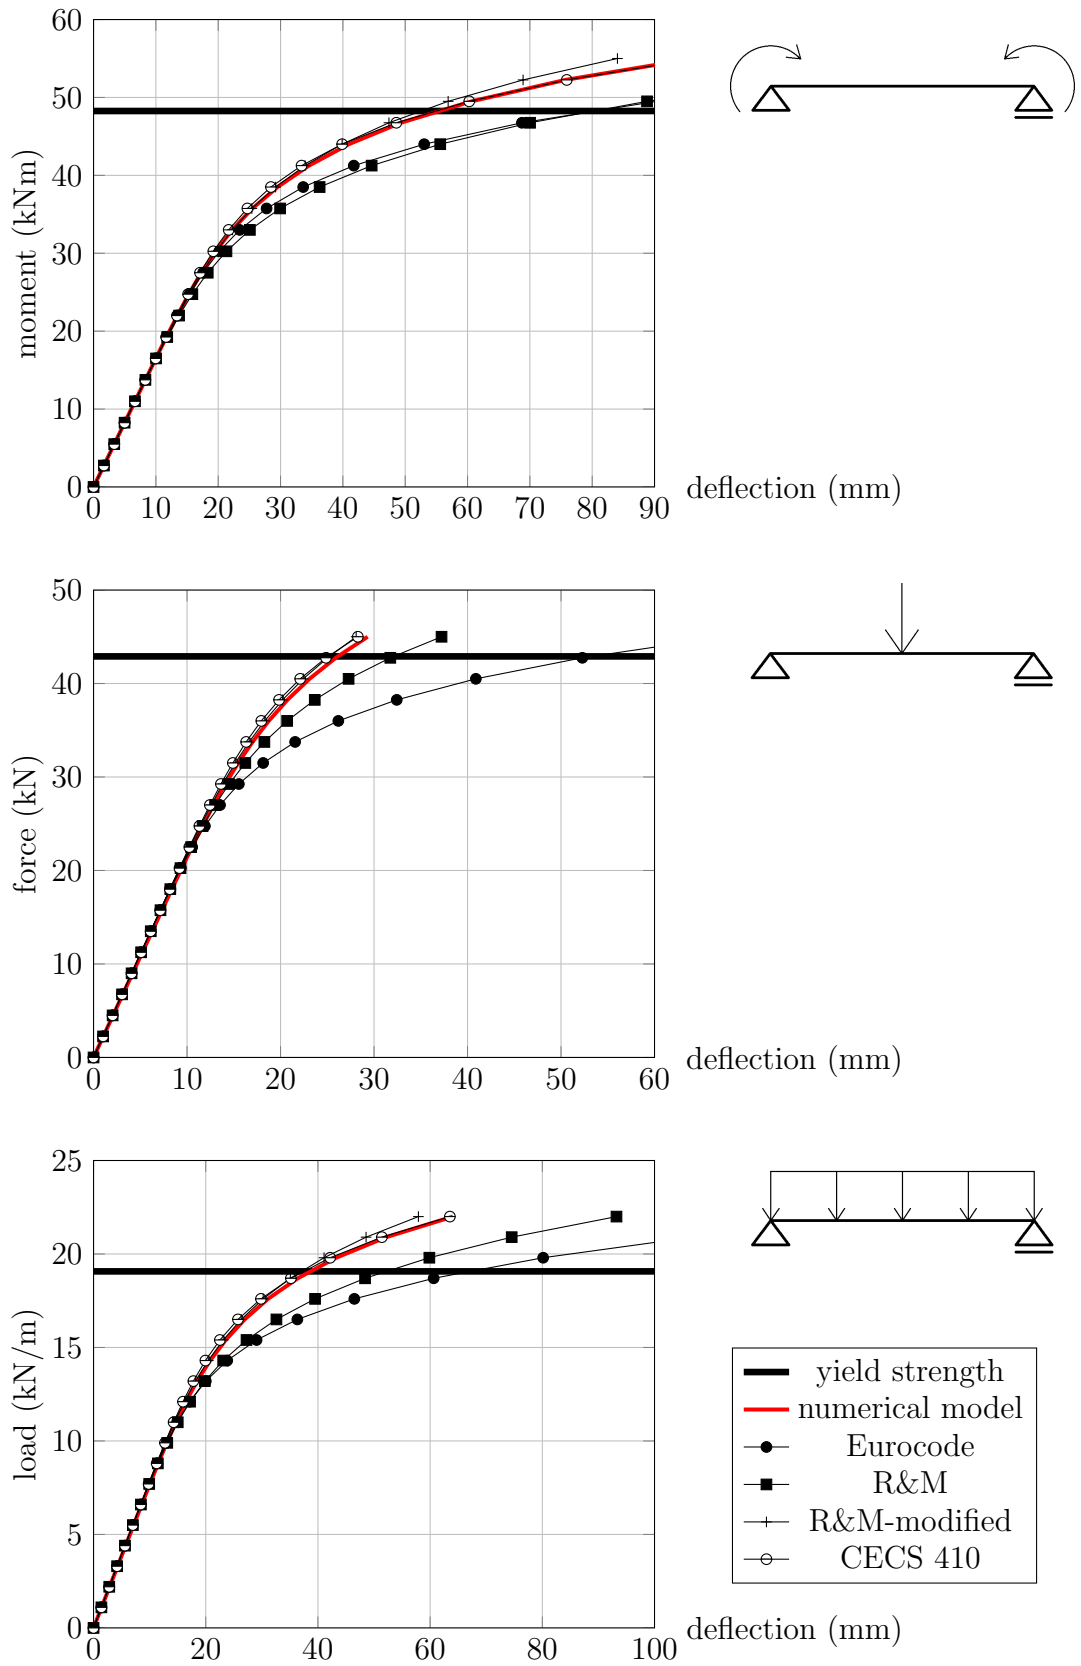 60
50
40
30
20
10
0
moment (kNm)
0 10 20 30 40 50 60 70 80 90
deflection (mm)
50
40
30
20
10
0
force (kN)
0 10 20 30 40 50 60
deflection (mm)
25
20
15
10
5
0
load (kN/m)
0 20 40 60 80 100
deflection (mm)
yield strength
numerical model
Eurocode
R&M
R&M-modified
CECS 410